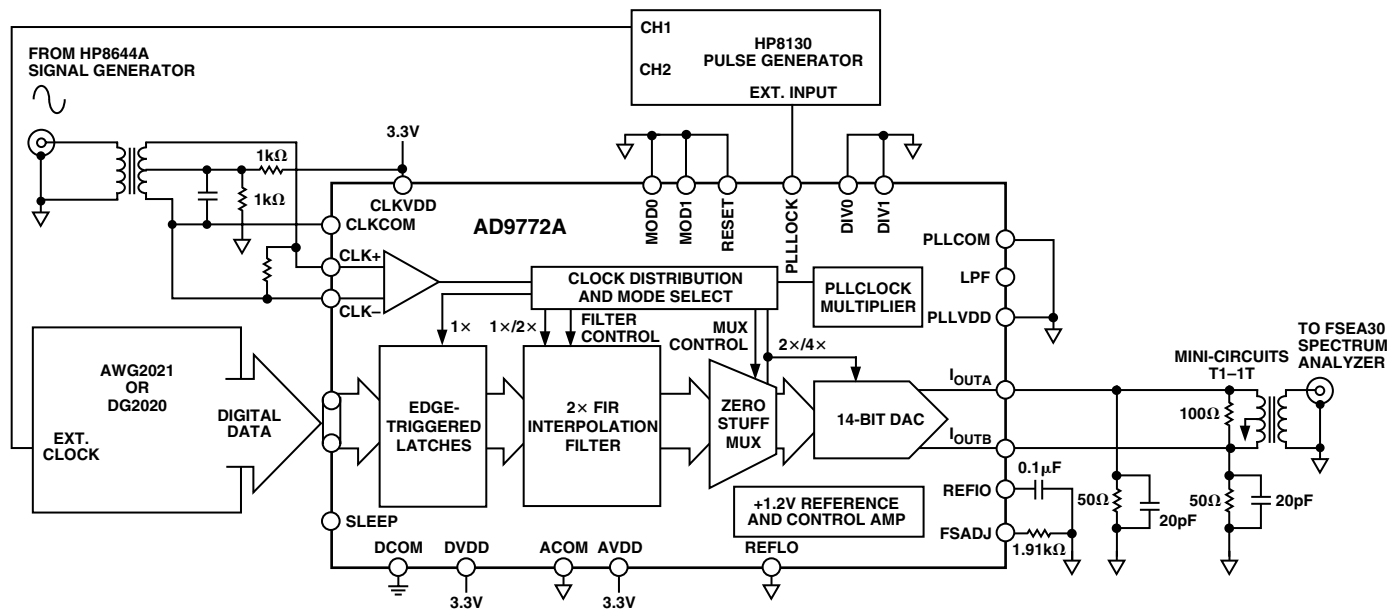 CH1
HP8130
PULSE GENERATOR
CH2
EXT. INPUT
FROM HP8644A
SIGNAL GENERATOR
3.3V
1kΩ
1kΩ
CLKVDD
CLKCOM
AD9772A
MOD0
MOD1
RESET
PLLLOCK
DIV0
DIV1
PLLCOM
CLK+
CLK–
CLOCK DISTRIBUTION
AND MODE SELECT
PLLCLOCK
MULTIPLIER
LPF
PLLVDD
1×
1×/2×
FILTER
CONTROL
MUX
CONTROL
2×/4×
AWG2021
OR
DG2020
EXT.
CLOCK
DIGITAL
DATA
EDGE-
TRIGGERED
LATCHES
2× FIR
INTERPOLATION
FILTER
ZERO
STUFF
MUX
14-BIT DAC
IOUTA
IOUTB
MINI-CIRCUITS
T1–1T
TO FSEA30
SPECTRUM
ANALYZER
100Ω
0.1µF
REFIO
+1.2V REFERENCE
AND CONTROL AMP
FSADJ
1.91kΩ
50Ω
20pF
50Ω
20pF
SLEEP
DCOM
DVDD
ACOM
AVDD
REFLO
3.3V
3.3V